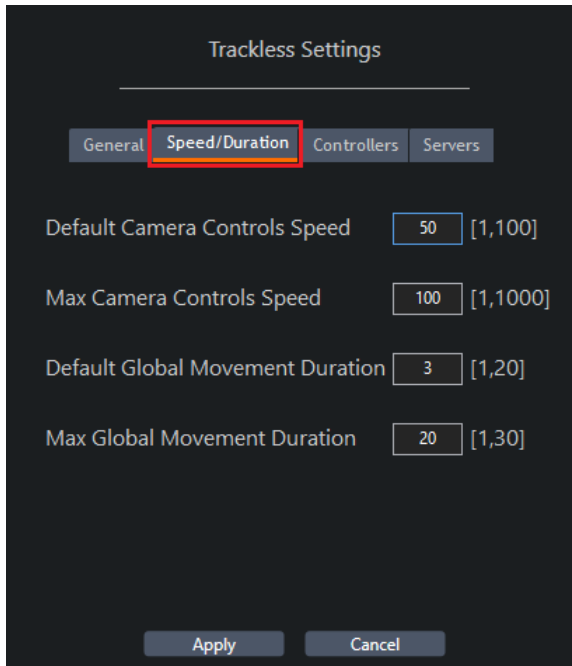 Trackless Settings
General Speed/Duration Controllers Servers
Default Camera Controls Speed 50 [1,100]
Max Camera Controls Speed 100 [1,1000]
Default Global Movement Duration 3 [1,20]
Max Global Movement Duration 20 [1,30]
Apply Cancel